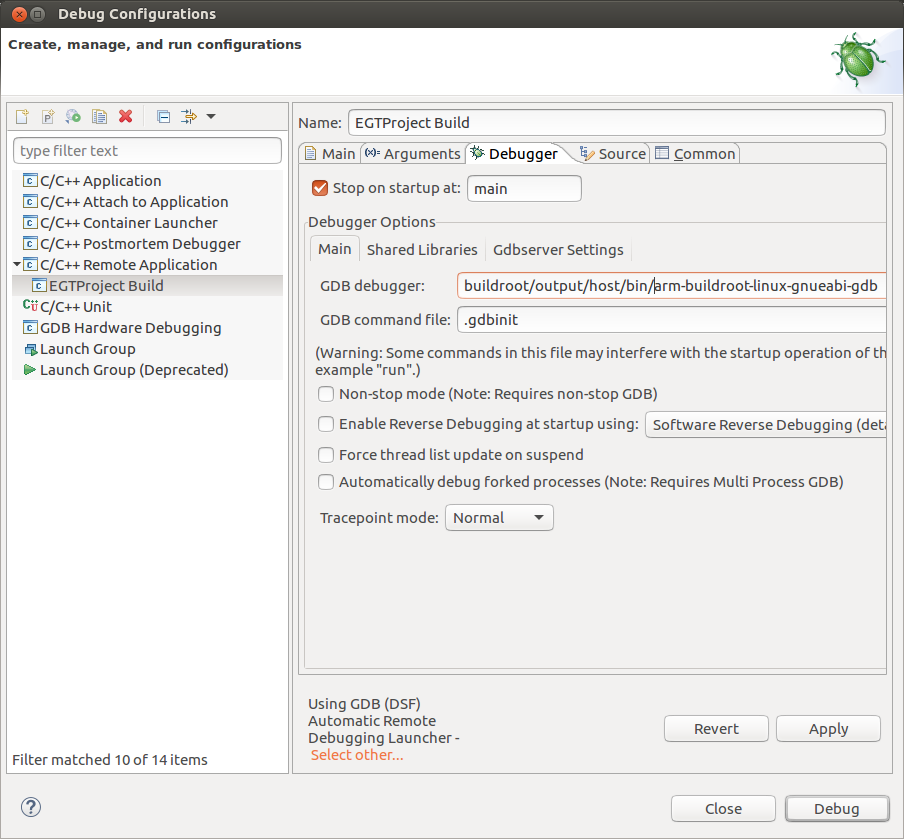 Debug Configurations
Create, manage, and run configurations
type filter text
C/C++ Application
C/C++ Attach to Application
C/C++ Container Launcher
C/C++ Postmortem Debugger
C/C++ Remote Application
EGTProject Build
C/C++ Unit
GDB Hardware Debugging
Launch Group
Launch Group (Deprecated)
Filter matched 10 of 14 items
Name: EGTProject Build
Main Arguments Debugger Source Common
Stop on startup at: main
Debugger Options
Main Shared Libraries Gdbserver Settings
GDB debugger: buildroot/output/host/bin/arm-buildroot-linux-gnueabi-gdb
GDB command file: .gdbinit
(Warning: Some commands in this file may interfere with the startup operation of th
example "run".)
Non-stop mode (Note: Requires non-stop GDB)
Enable Reverse Debugging at startup using: Software Reverse Debugging (deta
Force thread list update on suspend
Automatically debug forked processes (Note: Requires Multi Process GDB)
Tracepoint mode: Normal
Using GDB (DSF)
Automatic Remote
Debugging Launcher -
Select other...
Revert Apply
Close Debug